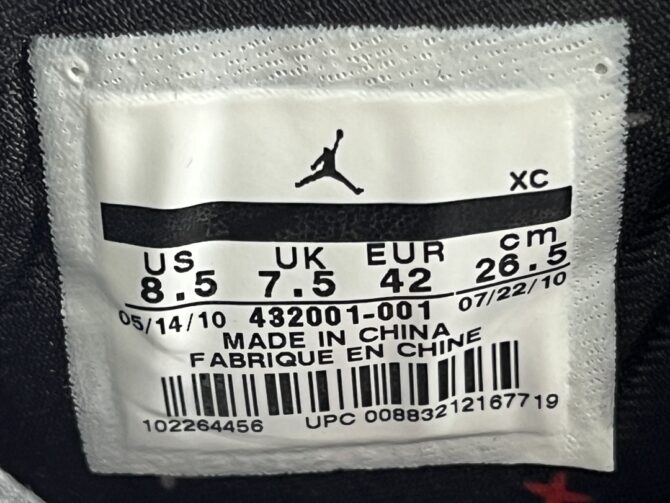 XC
US UK EUR cm
8.5 7.5 42 26.5
05/14/10 432001-001 07/22/10
MADE IN CHINA
FABRIQUE EN CHINE
102264456 UPC 00883212167719